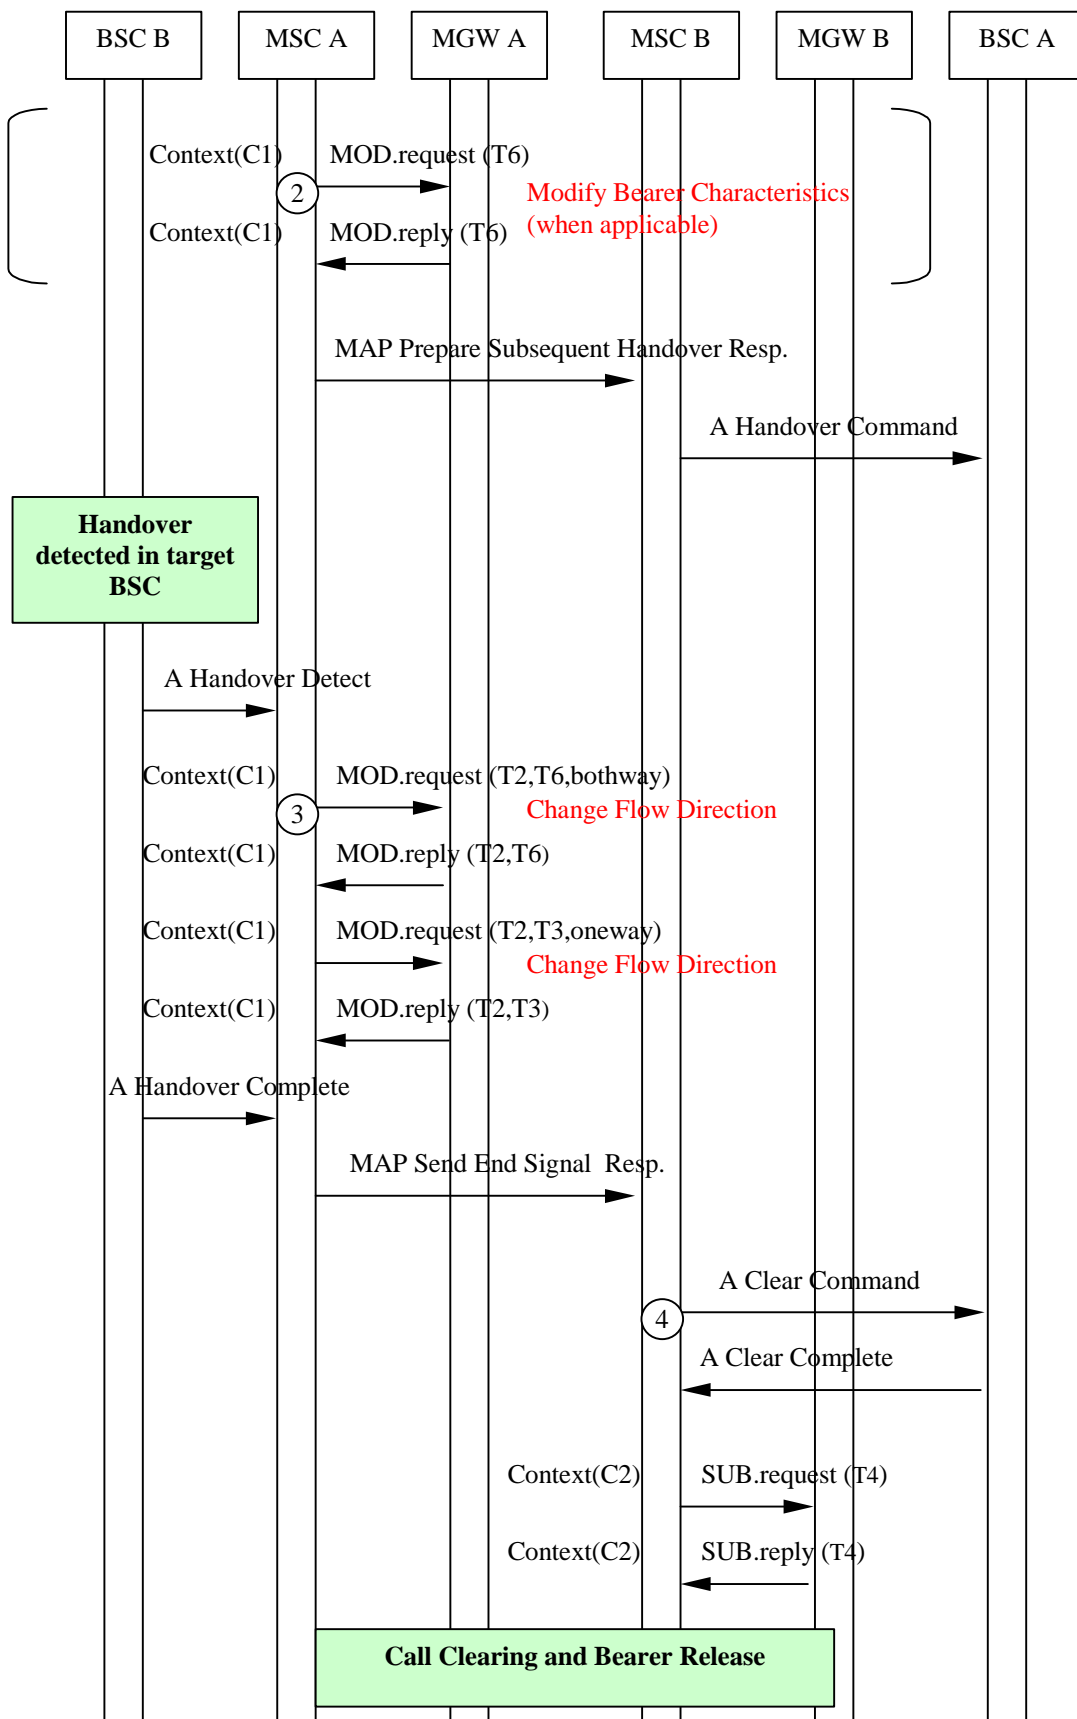 BSC B
MSC A
MGW A
MSC B
MGW B
BSC A
Context(C1)
MOD.request (T6)
2
Modify Bearer Characteristics
(when applicable)
Context(C1)
MOD.reply (T6)
MAP Prepare Subsequent Handover Resp.
A Handover Command
Handover
detected in target
BSC
A Handover Detect
Context(C1)
MOD.request (T2,T6,bothway)
3
Change Flow Direction
Context(C1)
MOD.reply (T2,T6)
Context(C1)
MOD.request (T2,T3,oneway)
Change Flow Direction
Context(C1)
MOD.reply (T2,T3)
A Handover Complete
MAP Send End Signal  Resp.
A Clear Command
4
A Clear Complete
Context(C2)
SUB.request (T4)
Context(C2)
SUB.reply (T4)
Call Clearing and Bearer Release